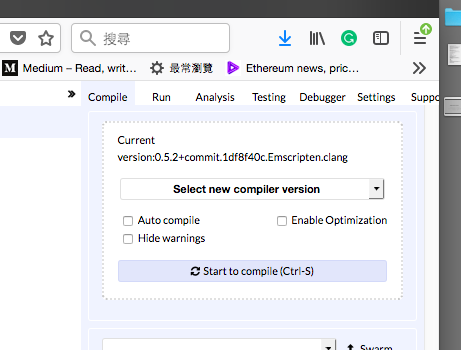 搜尋
Medium – Read, writ… 最常瀏覽 Ethereum news, pric…
Compile Run Analysis Testing Debugger Settings Suppo
Current
version:0.5.2+commit.1df8f40c.Emscripten.clang
Select new compiler version
Auto compile Enable Optimization
Hide warnings
Start to compile (Ctrl-S)
Swarm